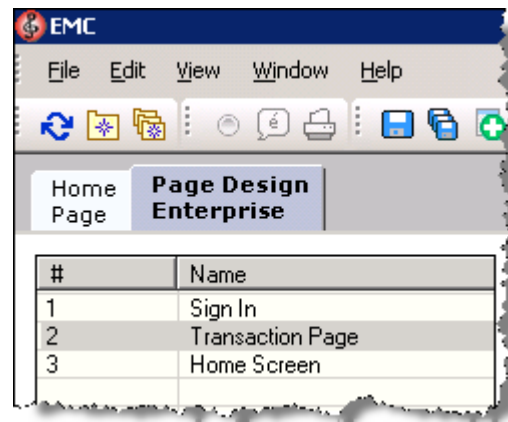 EMC
File Edit View Window Help
é
Home Page Page Design Enterprise
# Name
1 Sign In
2 Transaction Page
3 Home Screen